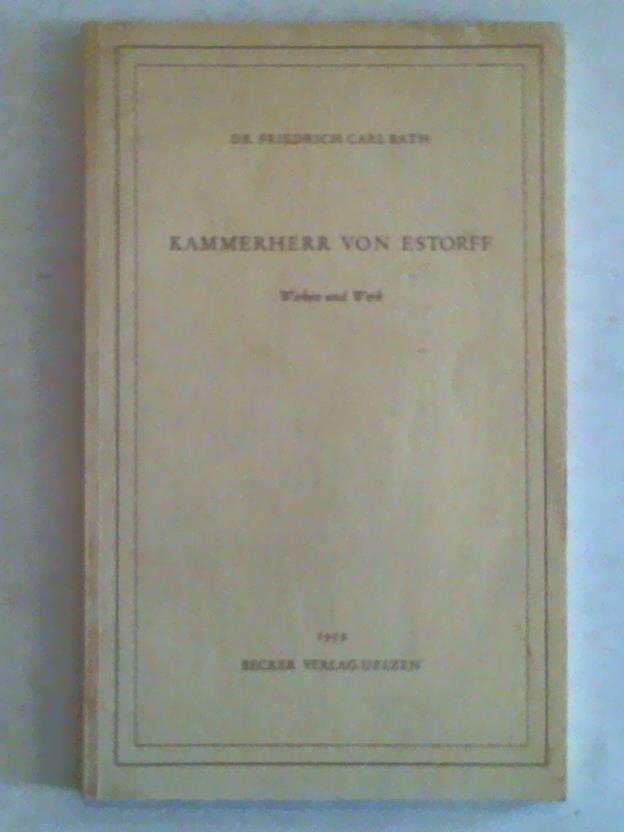 DR. FRIEDRICH CARL BATH
KAMMERHERR VON ESTORFF
Wirken und Werk
1959
BECKER VERLAG UELZEN